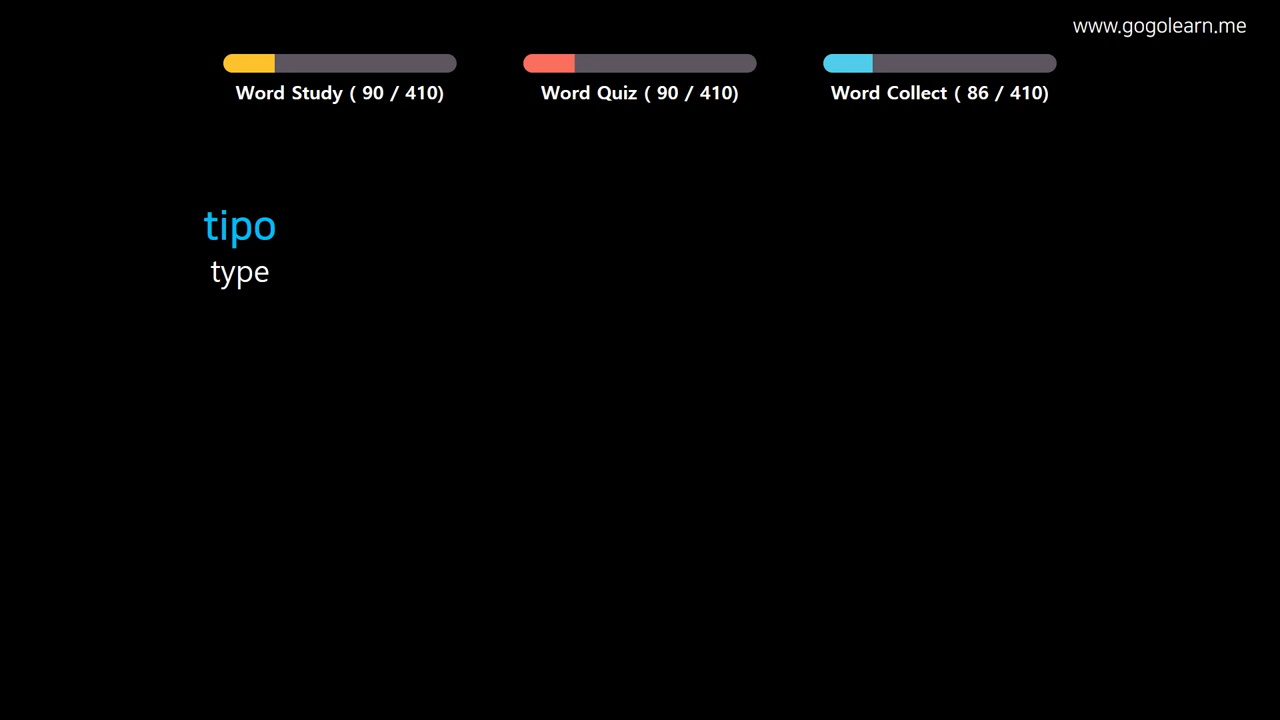 www.gogolearn.me
Word Study ( 90 / 410)
Word Quiz ( 90 / 410)
Word Collect ( 86 / 410)
tipo
type